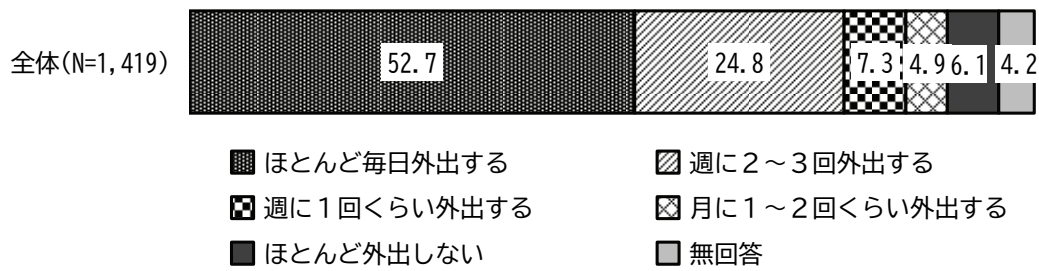 全体(N=1,419) 52.7 24.8 7.3 4.9 6.1 4.2
ほとんど毎日外出する 週に2～3回外出する
週に1回くらい外出する 月に1～2回くらい外出する
ほとんど外出しない 無回答